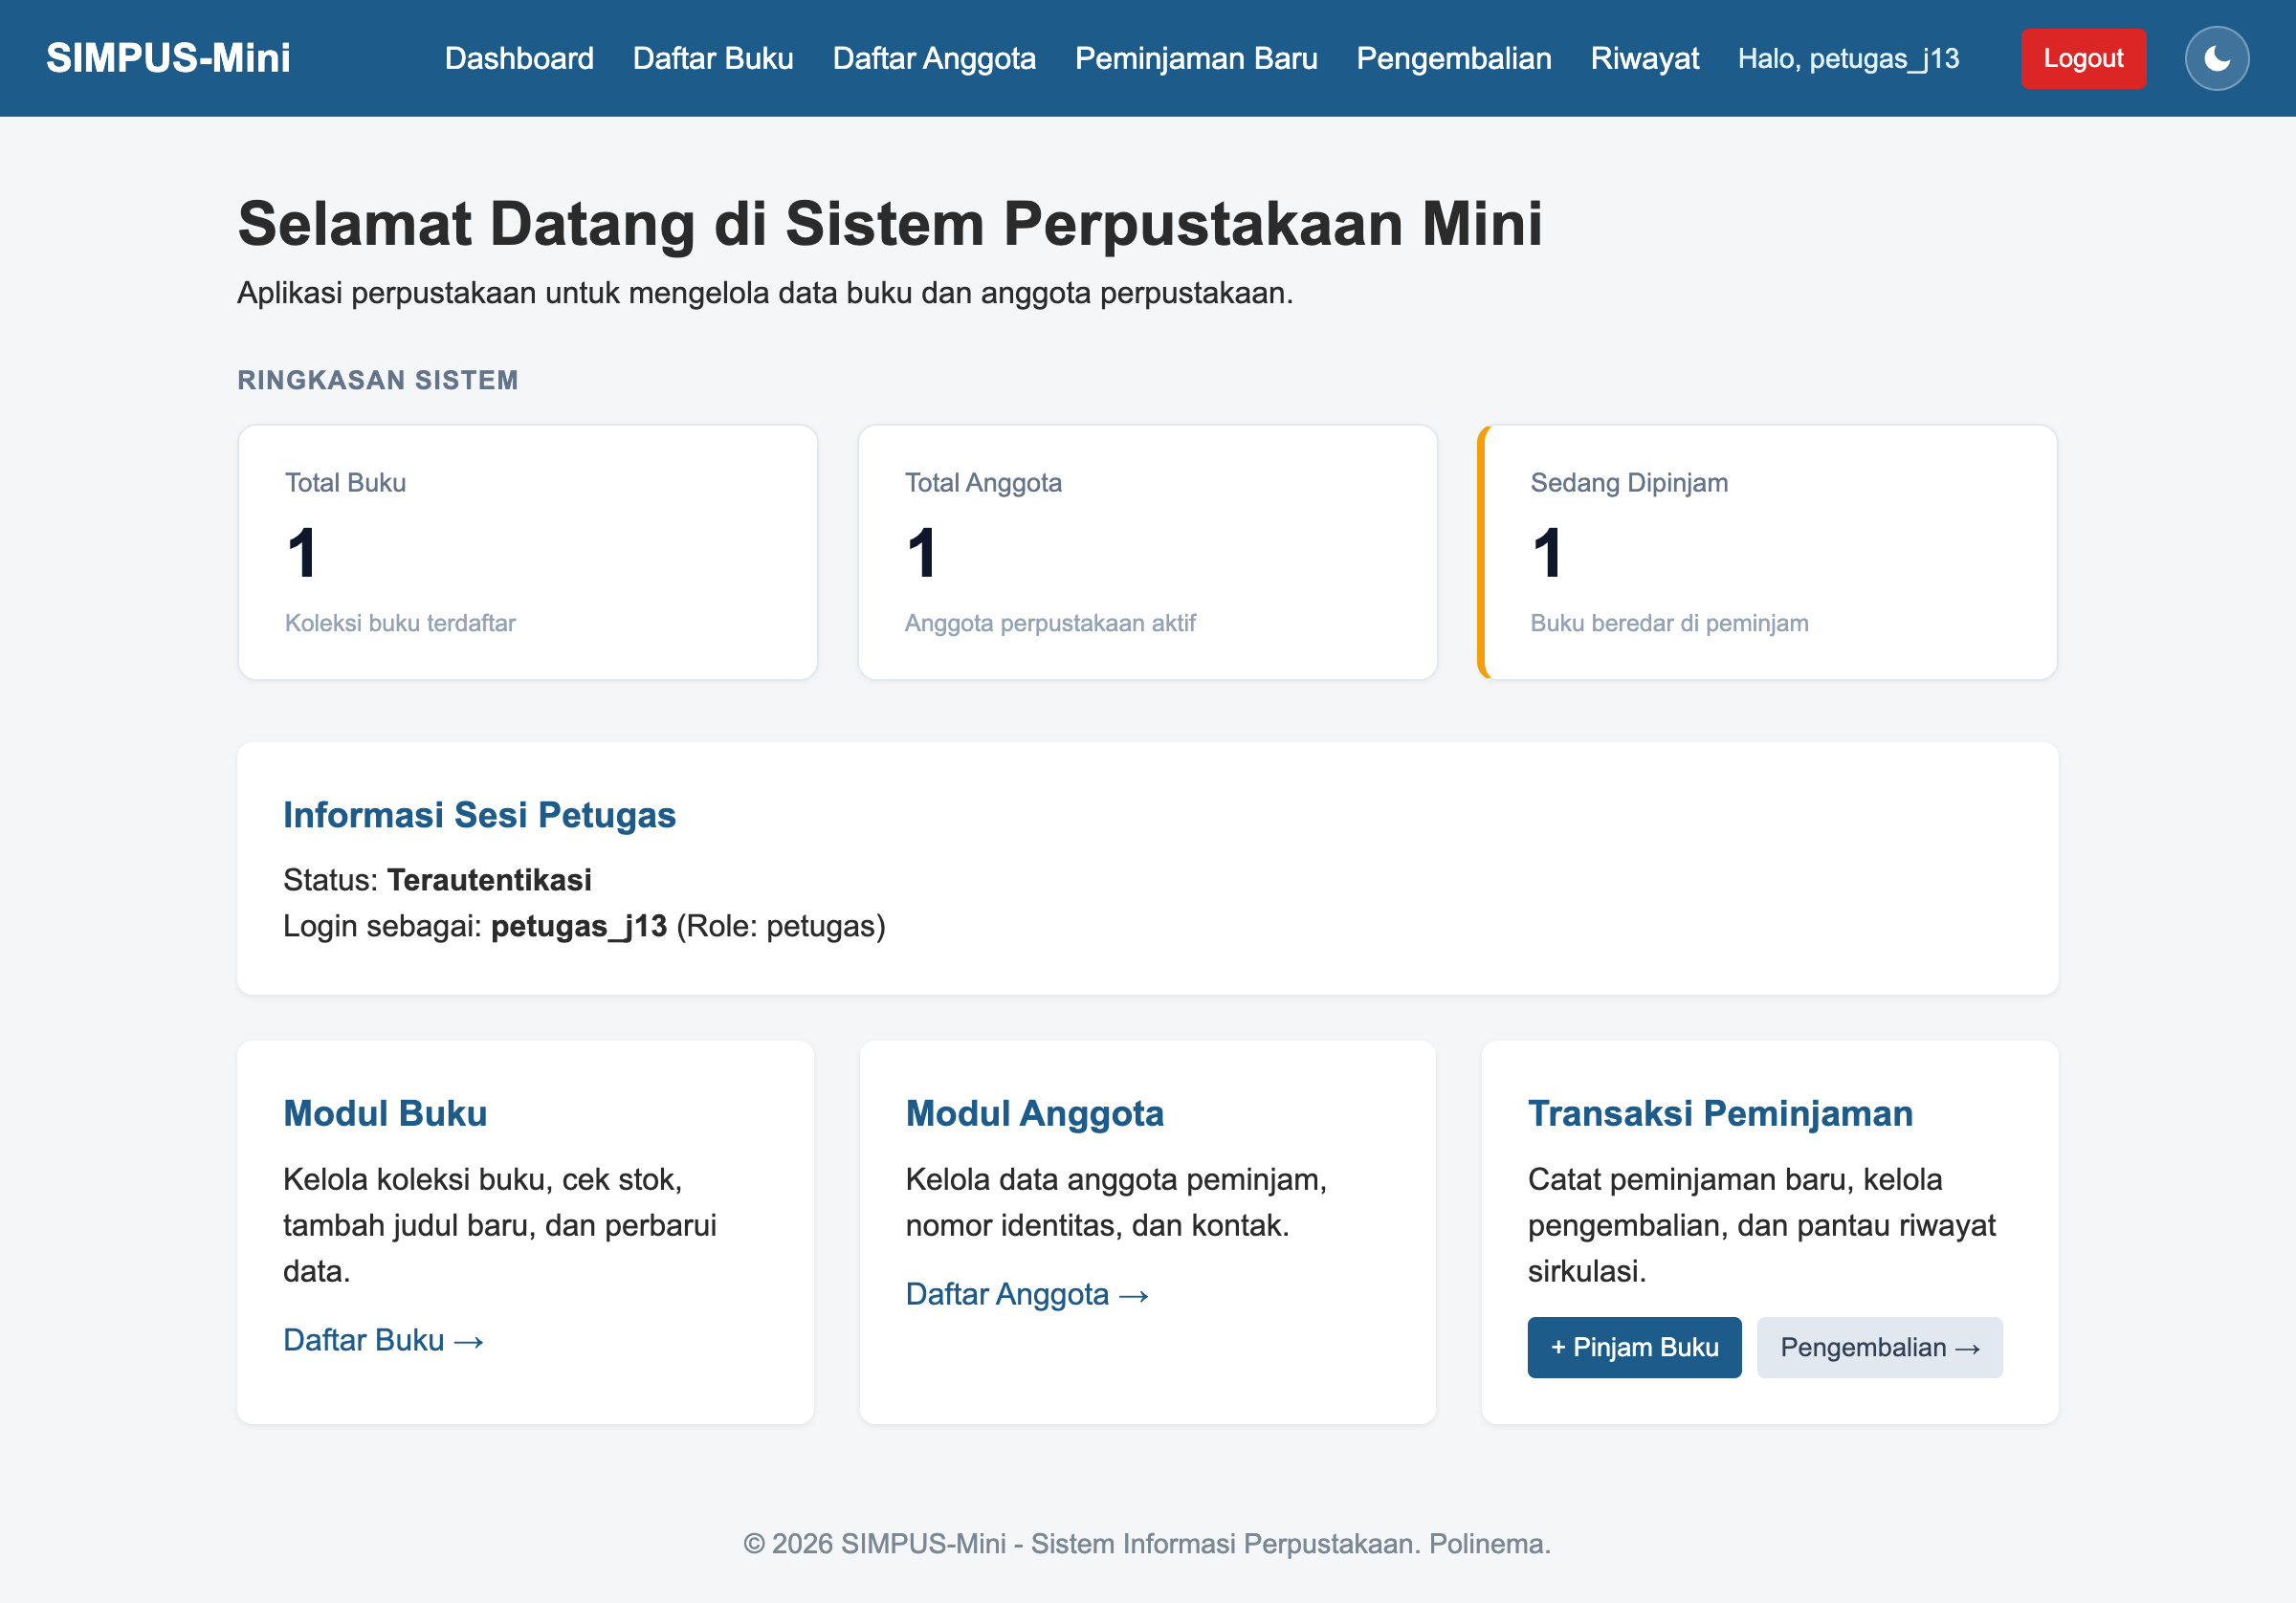 SIMPUS-Mini
Dashboard
Daftar Buku
Daftar Anggota
Peminjaman Baru
Pengembalian
Riwayat
Halo, petugas_j13
Logout
Selamat Datang di Sistem Perpustakaan Mini
Aplikasi perpustakaan untuk mengelola data buku dan anggota perpustakaan.
RINGKASAN SISTEM
Total Buku
1
Koleksi buku terdaftar
Total Anggota
1
Anggota perpustakaan aktif
Sedang Dipinjam
1
Buku beredar di peminjam
Informasi Sesi Petugas
Status: Terautentikasi
Login sebagai: petugas_j13 (Role: petugas)
Modul Buku
Kelola koleksi buku, cek stok,
tambah judul baru, dan perbarui
data.
Daftar Buku →
Modul Anggota
Kelola data anggota peminjam,
nomor identitas, dan kontak.
Daftar Anggota →
Transaksi Peminjaman
Catat peminjaman baru, kelola
pengembalian, dan pantau riwayat
sirkulasi.
+ Pinjam Buku
Pengembalian →
© 2026 SIMPUS-Mini - Sistem Informasi Perpustakaan. Polinema.